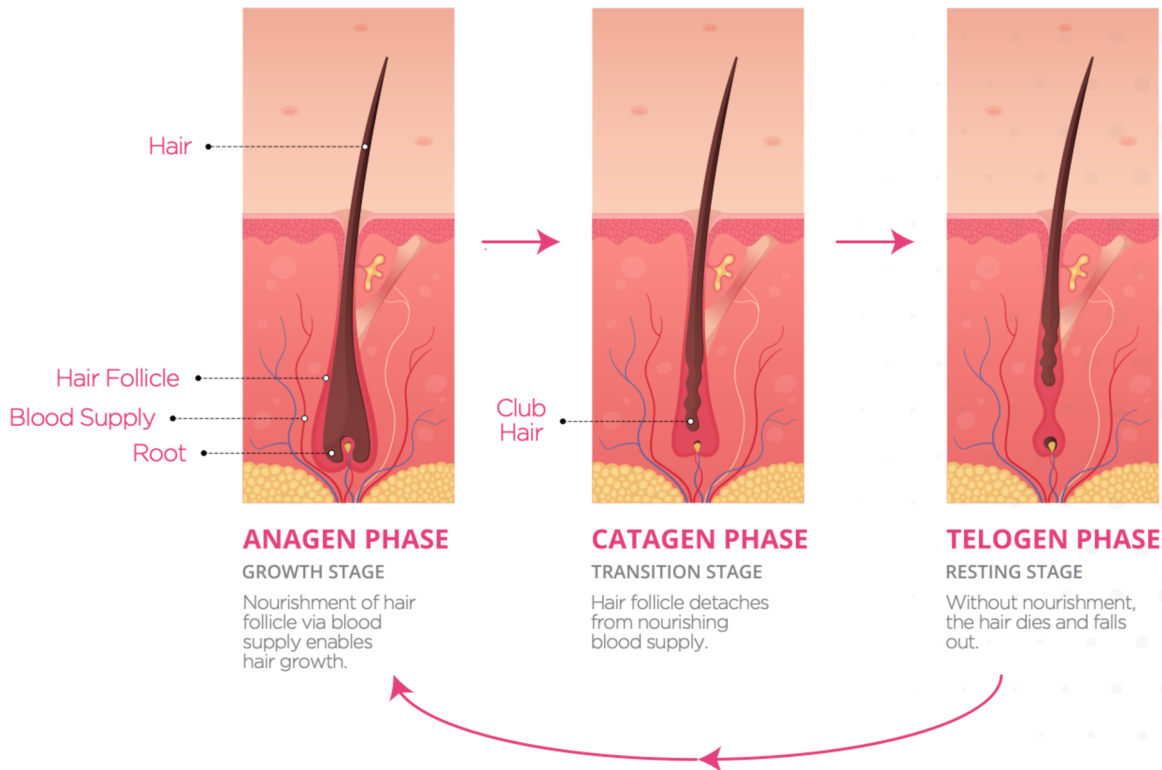 Hair
Hair Follicle
Blood Supply
Root
Club
Hair
ANAGEN PHASE
GROWTH STAGE
Nourishment of hair
follicle via blood
supply enables
hair growth.
CATAGEN PHASE
TRANSITION STAGE
Hair follicle detaches
from nourishing
blood supply.
TELOGEN PHASE
RESTING STAGE
Without nourishment,
the hair dies and falls
out.